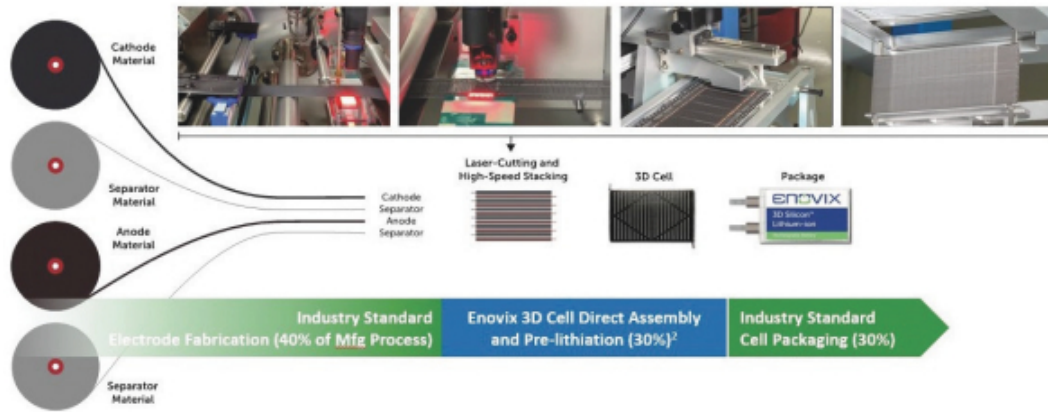 Cathode
Material
Separator
Material
Anode
Material
Separator
Material
Cathode
Separator
Anode
Separator
Laser-Cutting and
High-Speed Stacking
3D Cell
Package
ENOVIX
3D Silicon™
Lithium-ion
Industry Standard
Electrode Fabrication (40% of Mfg Process)
Enovix 3D Cell Direct Assembly
and Pre-lithiation (30%)²
Industry Standard
Cell Packaging (30%)